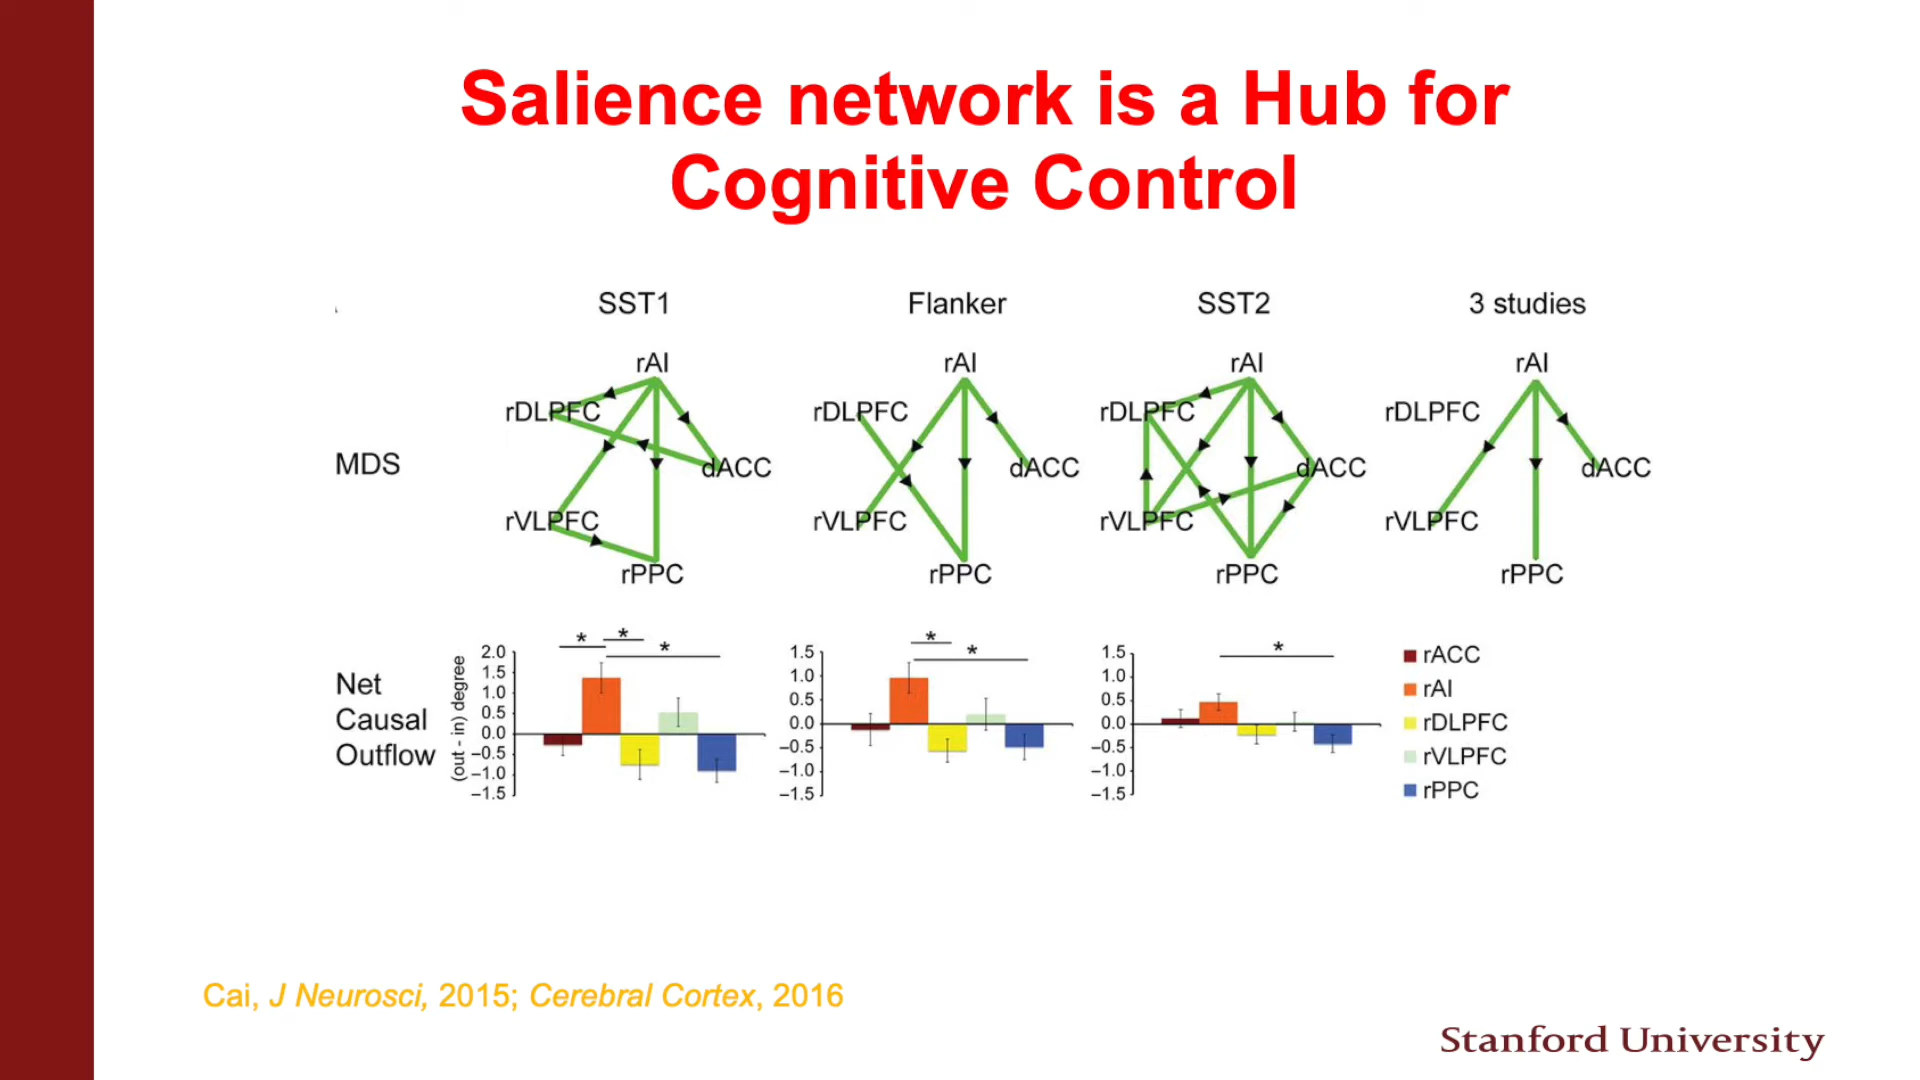 Salience network is a Hub for
Cognitive Control
SST1
Flanker
SST2
3 studies
MDS
rAI
rDLPFC
dACC
rVLPFC
rPPC
rAI
rDLPFC
dACC
rVLPFC
rPPC
rAI
rDLPFC
dACC
rVLPFC
rPPC
rAI
rDLPFC
dACC
rVLPFC
rPPC
Net
Causal
Outflow
(out - in) degree
2.0
1.5
1.0
0.5
0.0
–0.5
–1.0
–1.5
* * *
1.5
1.0
0.5
0.0
–0.5
–1.0
–1.5
* *
1.5
1.0
0.5
0.0
–0.5
–1.0
–1.5
*
rACC
rAI
rDLPFC
rVLPFC
rPPC
Cai, J Neurosci, 2015; Cerebral Cortex, 2016
Stanford University